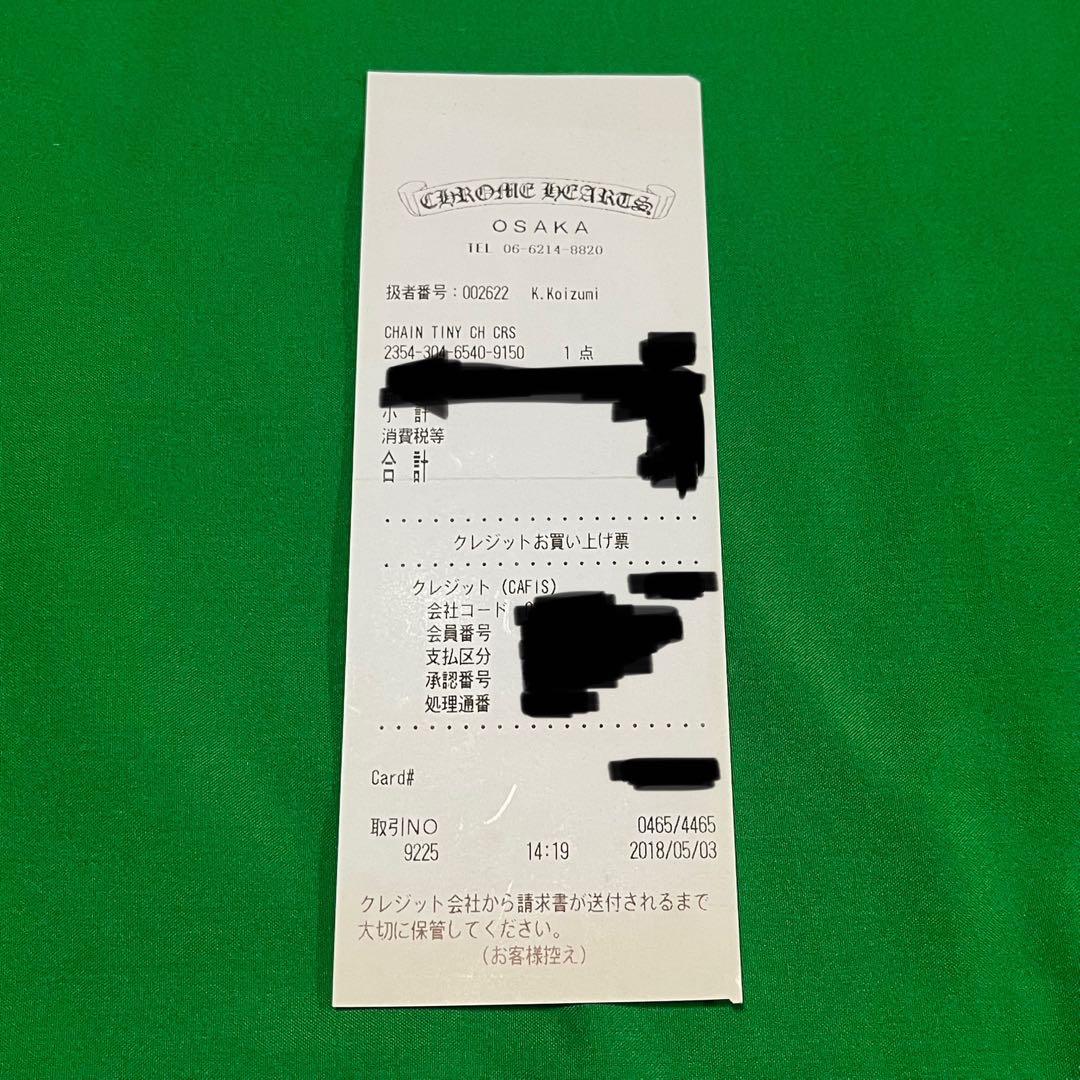 CHROME HEARTS
OSAKA
TEL 06-6214-8820
扱者番号：002622 K.Koizumi
CHAIN TINY CH CRS
2354-304-6540-9150 1 点
小 計
消費税等
合 計
クレジットお買い上げ票
クレジット (CAFIS)
会社コード
会員番号
支払区分
承認番号
処理通番
Card#
取引NO 0465/4465
9225 14:19 2018/05/03
クレジット会社から請求書が送付されるまで
大切に保管してください。
（お客様控え）